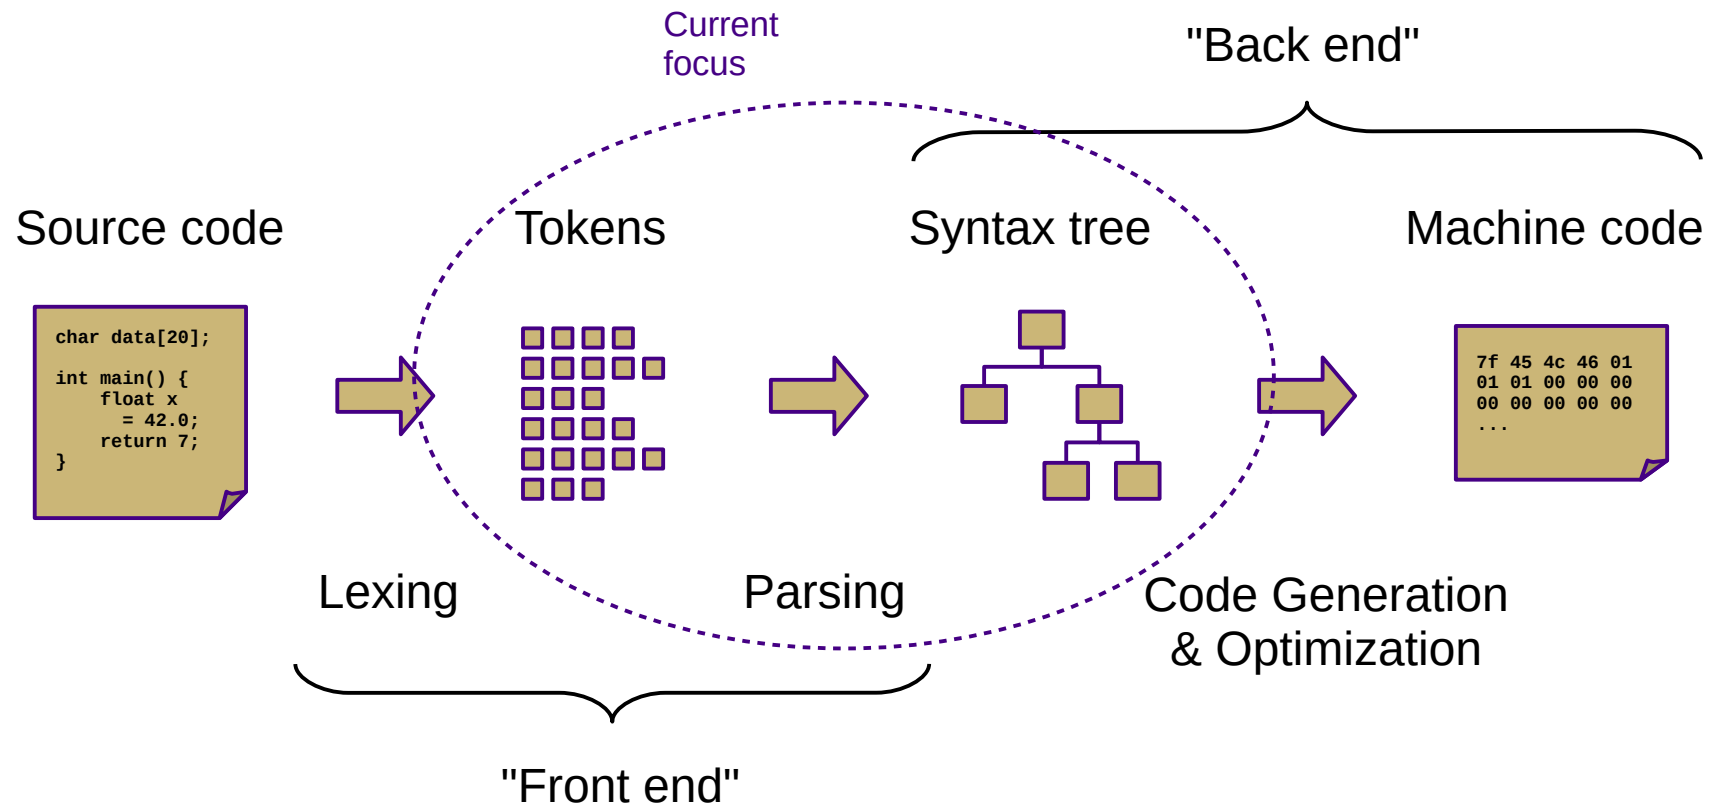 Current
focus
"Back end"
Source code
Tokens
Syntax tree
Machine code
char data[20];
int main() {
    float x
         = 42.0;
    return 7;
}
7f 45 4c 46 01
01 01 00 00 00
00 00 00 00 00
...
Lexing
Parsing
Code Generation
& Optimization
"Front end"